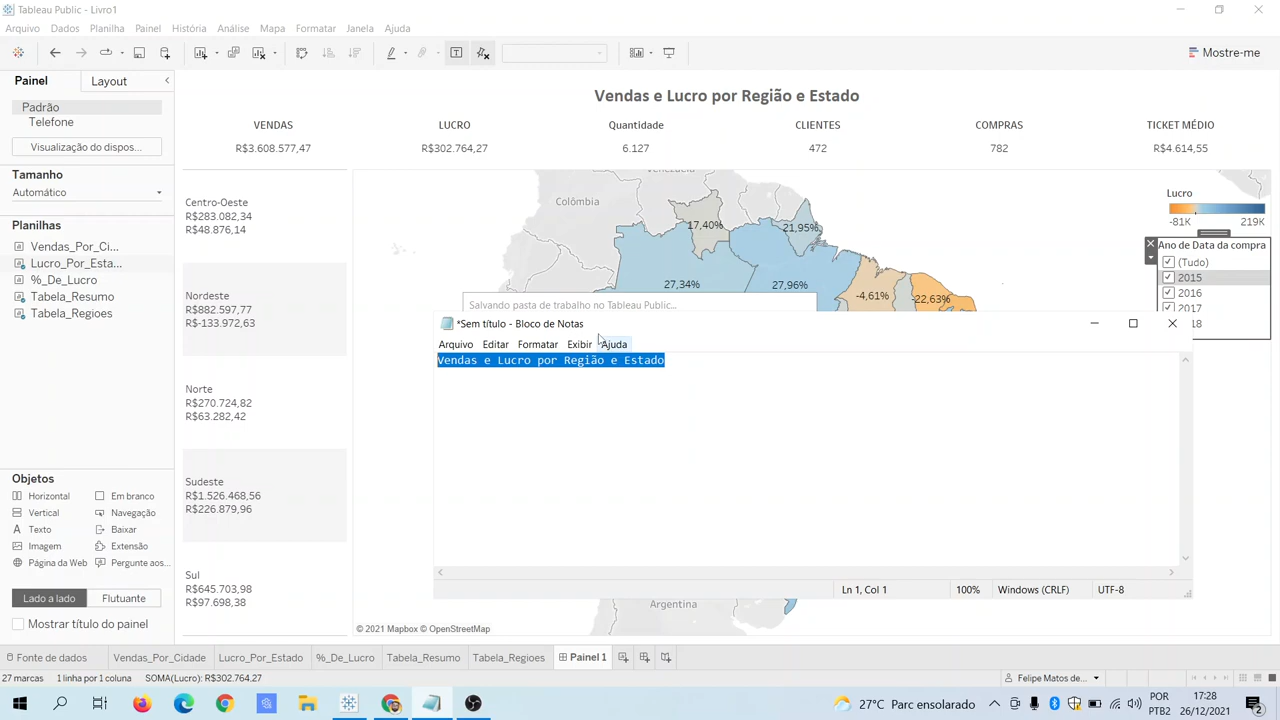 Tableau Public - Livro1
Arquivo Dados Planilha Painel História Análise Formatar Mapa Formatar Janela Ajuda
Mostre-me
Painel Layout
Padrão
Telefone
Visualização do dispos...
Tamanho
Automático
Planilhas
Vendas_Por_Ci...
Lucro_Por_Esta...
%_De_Lucro
Tabela_Resumo
Tabela_Regioes
Objetos
Horizontal Em branco
Vertical Navegação
Texto Baixar
Imagem Extensão
Página da Web Pergunte aos...
Lado a lado Flutuante
Mostrar título do painel
Vendas e Lucro por Região e Estado
VENDAS LUCRO Quantidade CLIENTES COMPRAS TICKET MÉDIO
R$3.608.577,47 R$302.764,27 6.127 472 782 R$4.614,55
Centro-Oeste
R$283.082,34
R$48.876,14
Nordeste
R$882.597,77
R$-133.972,63
Norte
R$270.724,82
R$63.282,42
Sudeste
R$1.526.468,56
R$226.879,96
Sul
R$645.703,98
R$97.698,38
Venezuela
Colômbia
17,40% 21,95%
27,34% 27,96% -4,61% -22,63%
Lucro
-81K 219K
Ano de Data da compra
(Tudo)
2015
2016
2017
18
Salvando pasta de trabalho no Tableau Public...
*Sem título - Bloco de Notas
Arquivo Editar Formatar Exibir Ajuda
Vendas e Lucro por Região e Estado
Ln 1, Col 1 100% Windows (CRLF) UTF-8
Argentina
© 2021 Mapbox © OpenStreetMap
Fonte de dados Vendas_Por_Cidade Lucro_Por_Estado %_De_Lucro Tabela_Resumo Tabela_Regioes Painel 1
27 marcas 1 linha por 1 coluna SOMA(Lucro): R$302.764,27 Felipe Matos de...
27°C Parc ensolarado POR PTB2 17:28 26/12/2021 2